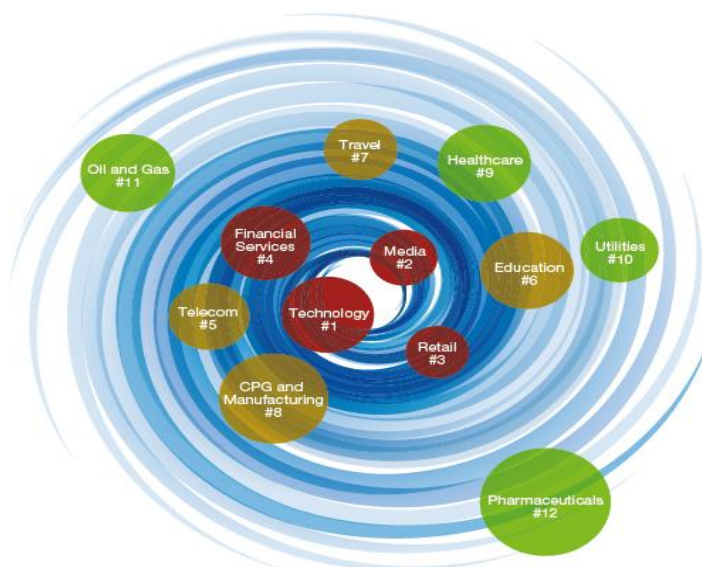 Travel
#7
Healthcare
#9
Oil and Gas
#11
Financial
Services
#4
Media
#2
Utilities
#10
Education
#6
Telecom
#5
Technology
#1
Retail
#3
CPG and
Manufacturing
#8
Pharmaceuticals
#12